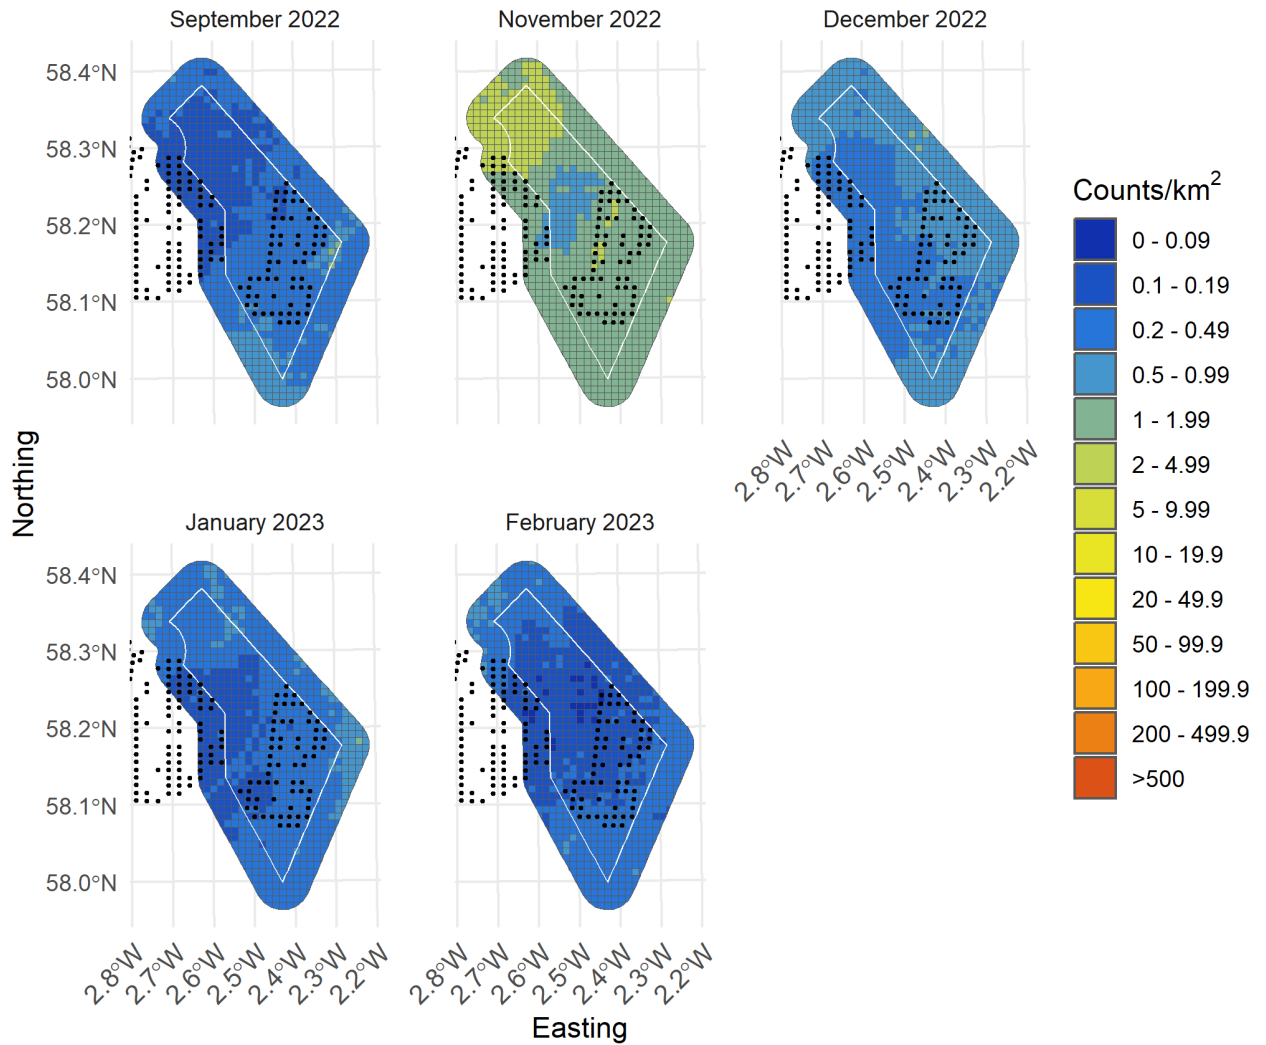 September 2022
November 2022
December 2022
58.4°N
58.3°N
58.2°N
58.1°N
58.0°N
2.8°W
2.7°W
2.6°W
2.5°W
2.4°W
2.3°W
2.2°W
January 2023
February 2023
58.4°N
58.3°N
58.2°N
58.1°N
58.0°N
2.8°W
2.7°W
2.6°W
2.5°W
2.4°W
2.3°W
2.2°W
2.8°W
2.7°W
2.6°W
2.5°W
2.4°W
2.3°W
2.2°W
Northing
Easting
Counts/km²
0 - 0.09
0.1 - 0.19
0.2 - 0.49
0.5 - 0.99
1 - 1.99
2 - 4.99
5 - 9.99
10 - 19.9
20 - 49.9
50 - 99.9
100 - 199.9
200 - 499.9
>500